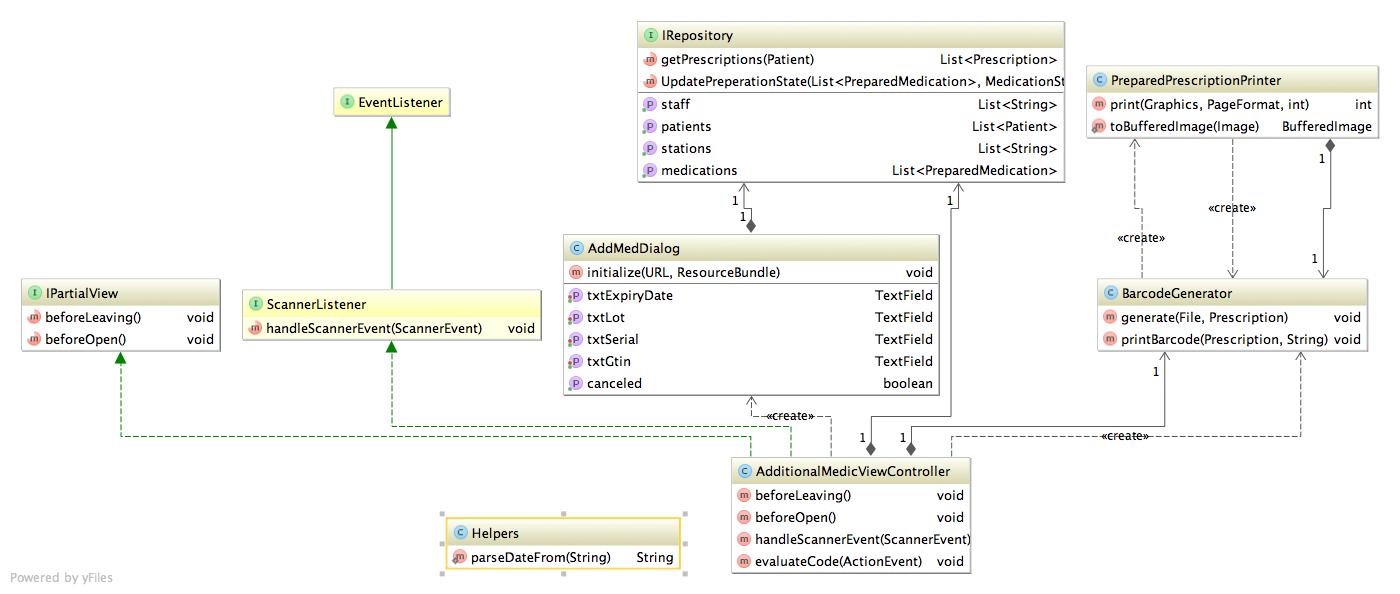 IRepository
getPrescriptions(Patient) List<Prescription>
UpdatePreperationState(List<PreparedMedication>, MedicationSt
staff List<String>
patients List<Patient>
stations List<String>
medications List<PreparedMedication>
PreparedPrescriptionPrinter
print(Graphics, PageFormat, int) int
toBufferedImage(Image) BufferedImage
EventListener
1
1
1
1
«create»
«create»
1
AddMedDialog
initialize(URL, ResourceBundle) void
txtExpiryDate TextField
txtLot TextField
txtSerial TextField
txtGtin TextField
canceled boolean
IPartialView
beforeLeaving() void
beforeOpen() void
ScannerListener
handleScannerEvent(ScannerEvent) void
BarcodeGenerator
generate(File, Prescription) void
printBarcode(Prescription, String) void
1
«create»
1
1
«create»
AdditionalMedicViewController
beforeLeaving() void
beforeOpen() void
handleScannerEvent(ScannerEvent)
evaluateCode(ActionEvent) void
Helpers
parseDateFrom(String) String
Powered by yFiles